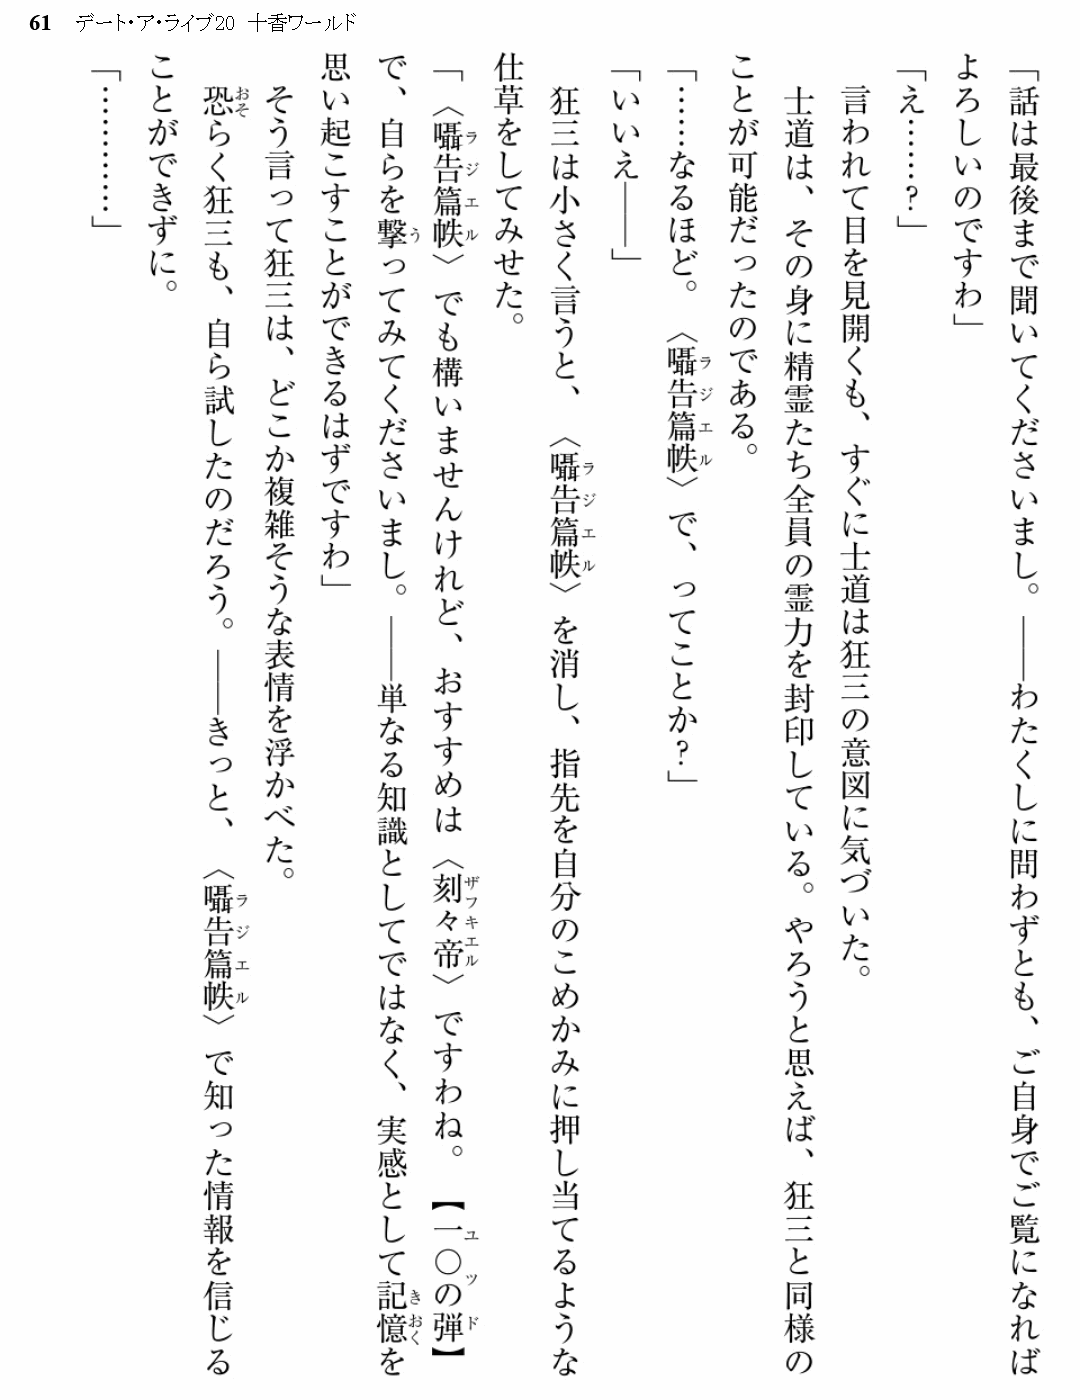 61 デート・ア・ライブ20 十香ワールド
「話は最後まで聞いてくださいまし。――わたくしに問わずとも、ご自身でご覧になれば
よろしいのですわ」
「え……？」
言われて目を見開くも、すぐに士道は狂三の意図に気づいた。
士道は、その身に精霊たち全員の霊力を封印している。やろうと思えば、狂三と同様の
ことが可能だったのである。
「……なるほど。〈囁告篇帙〉で、ってことか？」
「いいえ――」
狂三は小さく言うと、〈囁告篇帙〉を消し、指先を自分のこめかみに押し当てるような
仕草をしてみせた。
「〈囁告篇帙〉でも構いませんけれど、おすすめは〈刻々帝〉ですわね。【一〇の弾】
で、自らを撃ってみてくださいまし。――単なる知識としてではなく、実感として記憶を
思い起こすことができるはずですわ」
そう言って狂三は、どこか複雑そうな表情を浮かべた。
恐らく狂三も、自ら試したのだろう。――きっと、〈囁告篇帙〉で知った情報を信じる
ことができずに。
「…………」